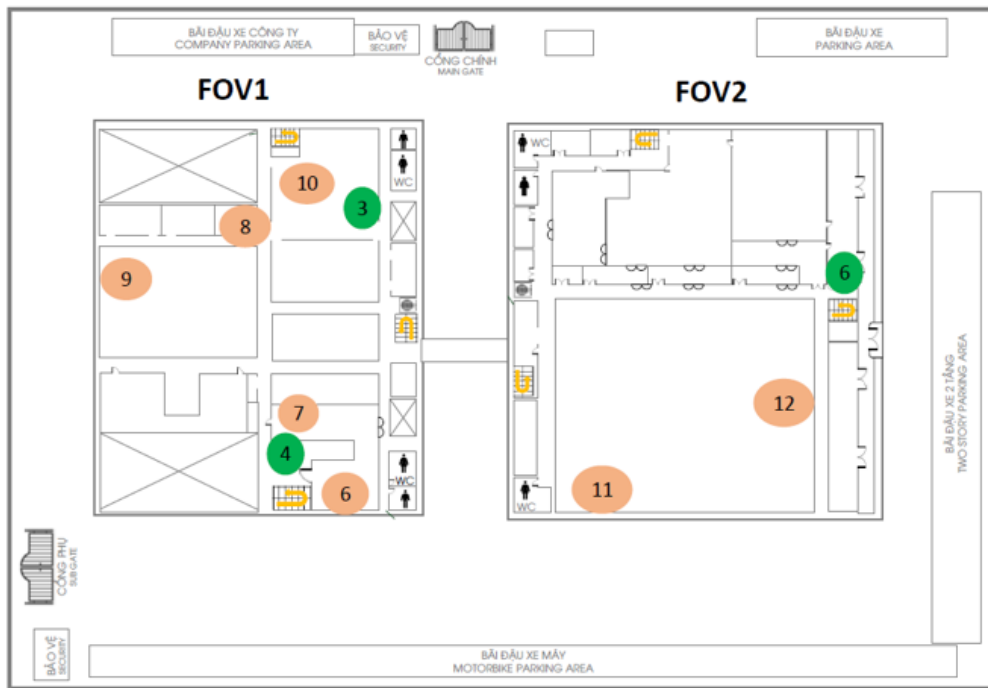 BÃI ĐẬU XE CÔNG TY
COMPANY PARKING AREA
BẢO VỆ
SECURITY
CỔNG CHÍNH
MAIN GATE
BÃI ĐẬU XE
PARKING AREA
FOV1
FOV2
WC
10
3
8
9
7
4
6
WC
WC
6
12
11
WC
BÃI ĐẬU XE 2 TẦNG
TWO STORY PARKING AREA
CỔNG PHỤ
SUB GATE
BẢO VỆ
SECURITY
BÃI ĐẬU XE MÁY
MOTORBIKE PARKING AREA